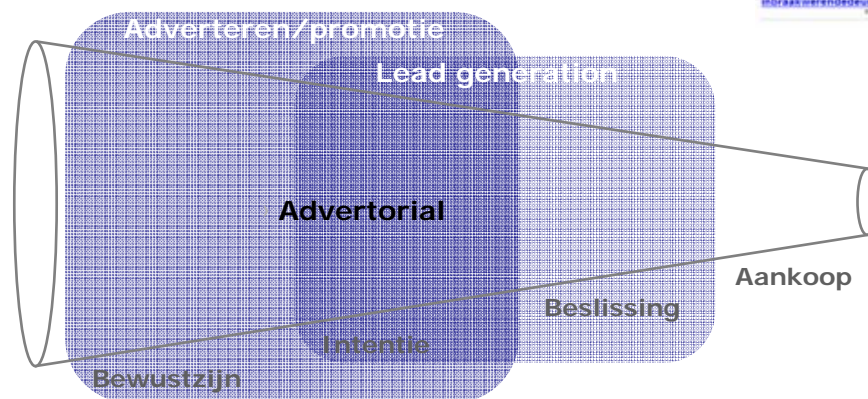 Adverteren/promotie
Lead generation
Advertorial
Aankoop
Beslissing
Intentie
Bewustzijn